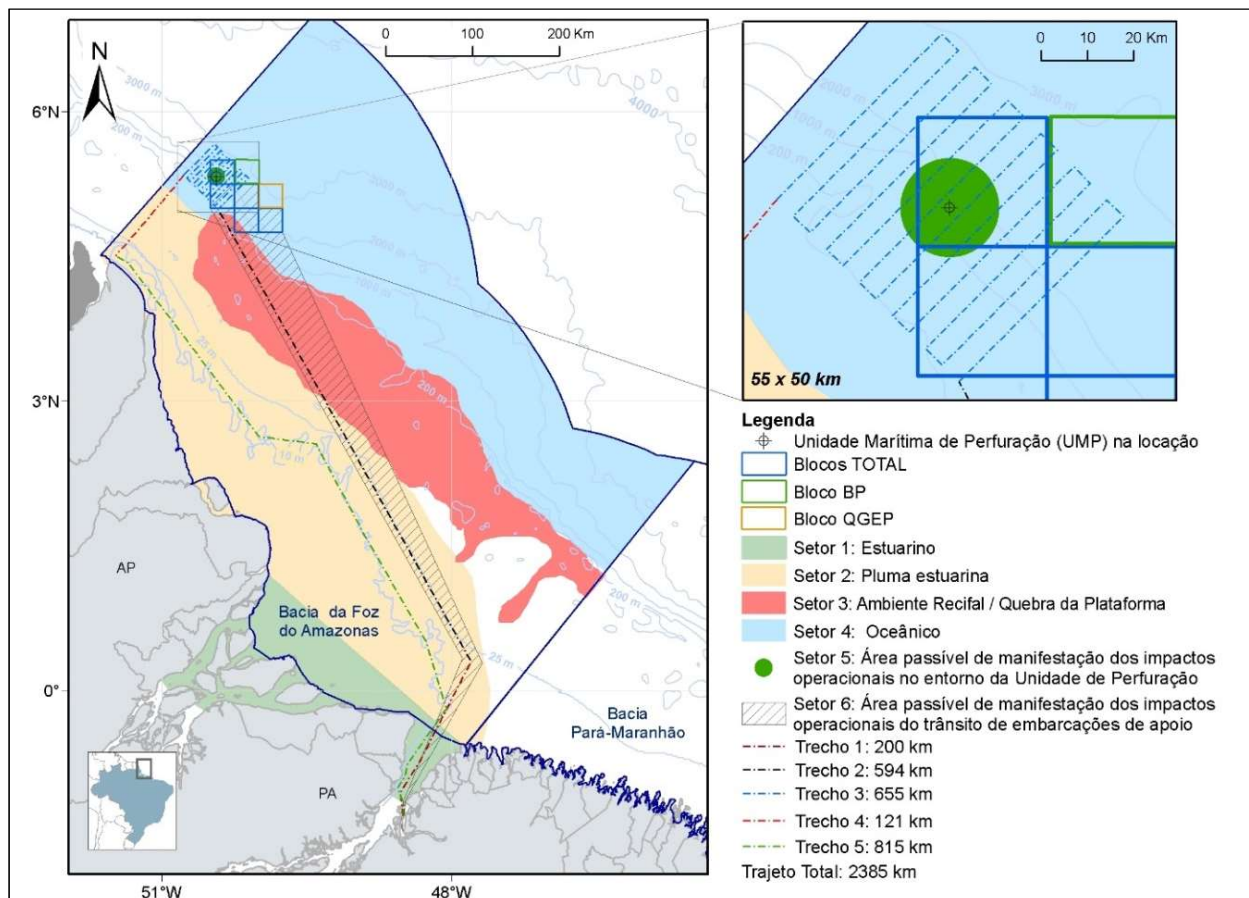 N
0 100 200 Km
3000 m
200 m
4000
6°N
3°N
0°
2000 m
1000 m
200 m
25 m
10 m
200 m
25 m
AP
PA
Bacia da Foz
do Amazonas
Bacia
Pará-Maranhão
51°W
48°W
0 10 20 Km
3000 m
2000 m
1000 m
200 m
55 x 50 km
Legenda
Unidade Marítima de Perfuração (UMP) na locação
Blocos TOTAL
Bloco BP
Bloco QGEP
Setor 1: Estuarino
Setor 2: Pluma estuarina
Setor 3: Ambiente Recifal / Quebra da Plataforma
Setor 4: Oceânico
Setor 5: Área passível de manifestação dos impactos
operacionais no entorno da Unidade de Perfuração
Setor 6: Área passível de manifestação dos impactos
operacionais do trânsito de embarcações de apoio
Trecho 1: 200 km
Trecho 2: 594 km
Trecho 3: 655 km
Trecho 4: 121 km
Trecho 5: 815 km
Trajeto Total: 2385 km